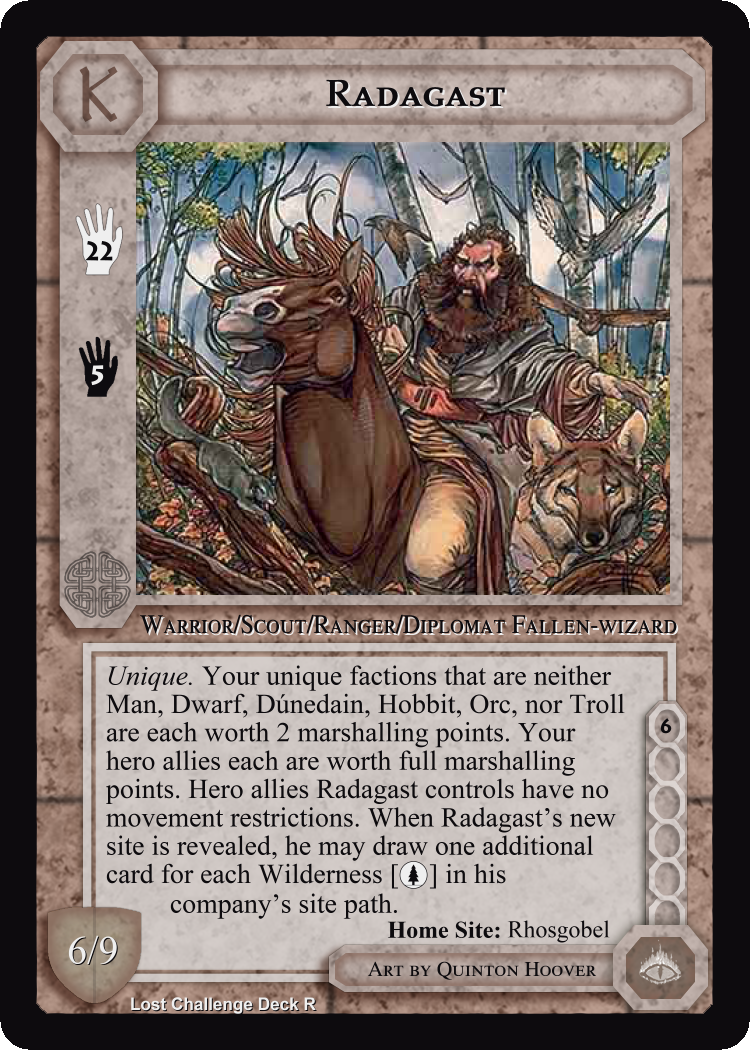 K
RADAGAST
22
5
WARRIOR/SCOUT/RANGER/DIPLOMAT FALLEN-WIZARD
Unique. Your unique factions that are neither
Man, Dwarf, Dúnedain, Hobbit, Orc, nor Troll
are each worth 2 marshalling points. Your
hero allies each are worth full marshalling
points. Hero allies Radagast controls have no
movement restrictions. When Radagast's new
site is revealed, he may draw one additional
card for each Wilderness [ ] in his
company's site path.
6
Home Site: Rhosgobel
6/9
ART BY QUINTON HOOVER
Lost Challenge Deck R